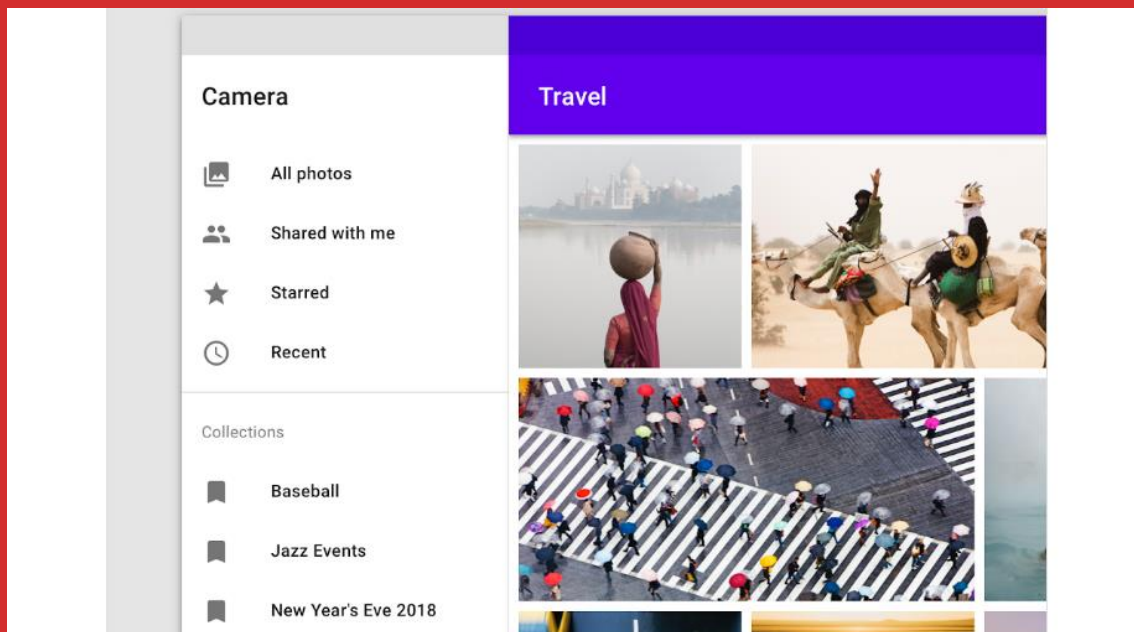 Camera
All photos
Shared with me
Starred
Recent
Collections
Baseball
Jazz Events
New Year's Eve 2018
Travel